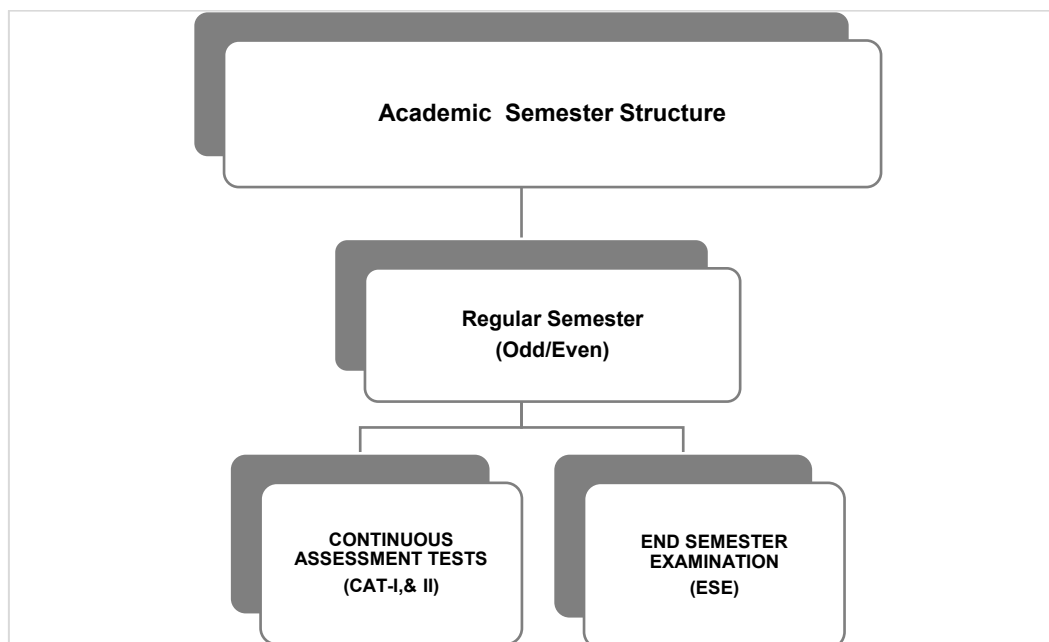 Academic Semester Structure
Regular Semester
(Odd/Even)
CONTINUOUS
ASSESSMENT TESTS
(CAT-I,& II)
END SEMESTER
EXAMINATION
(ESE)